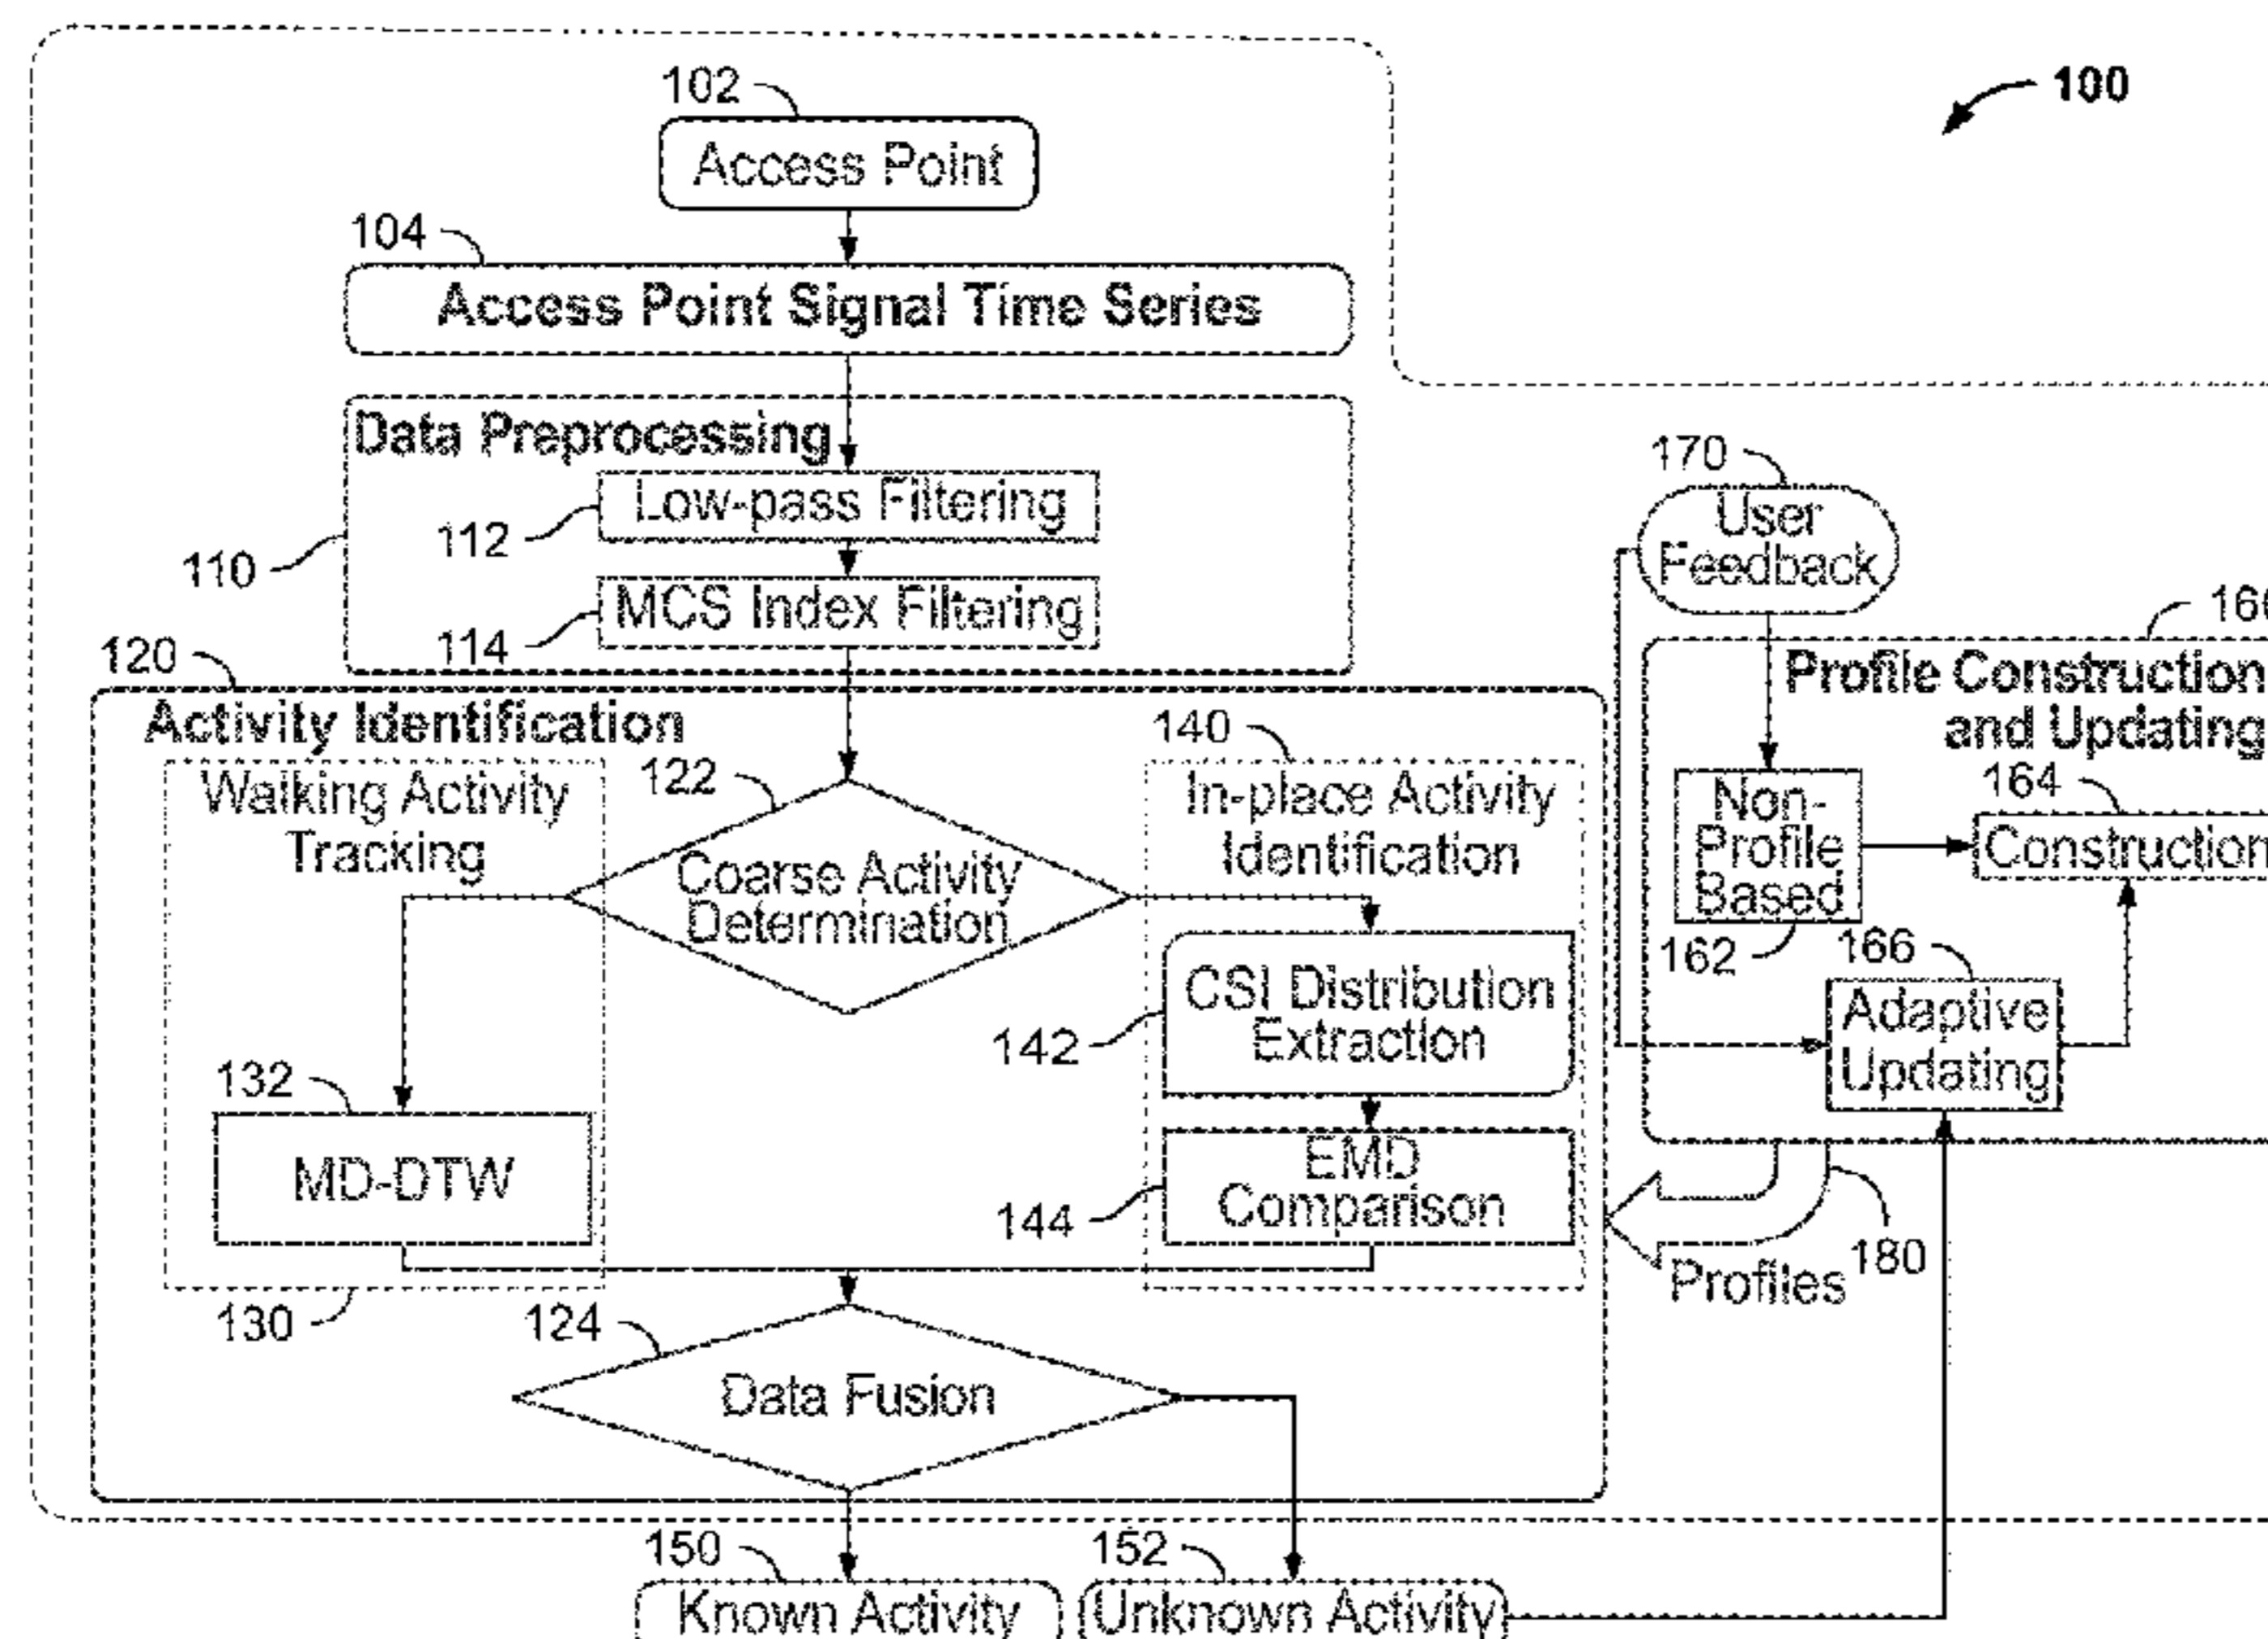 100
102
Access Point
104
Access Point Signal Time Series
110
Data Preprocessing
112
Low-pass Filtering
114
MCS Index Filtering
120
Activity Identification
Walking Activity
Tracking
122
Coarse Activity
Determination
140
In-place Activity
Identification
142
CSI Distribution
Extraction
132
MD-DTW
144
EMD
Comparison
130
124
Data Fusion
150
Known Activity
152
Unknown Activity
170
User
Feedback
Profile Construction
and Updating
Non-
Profile
Based
162
164
Construction
166
Adaptive
Updating
180
Profiles